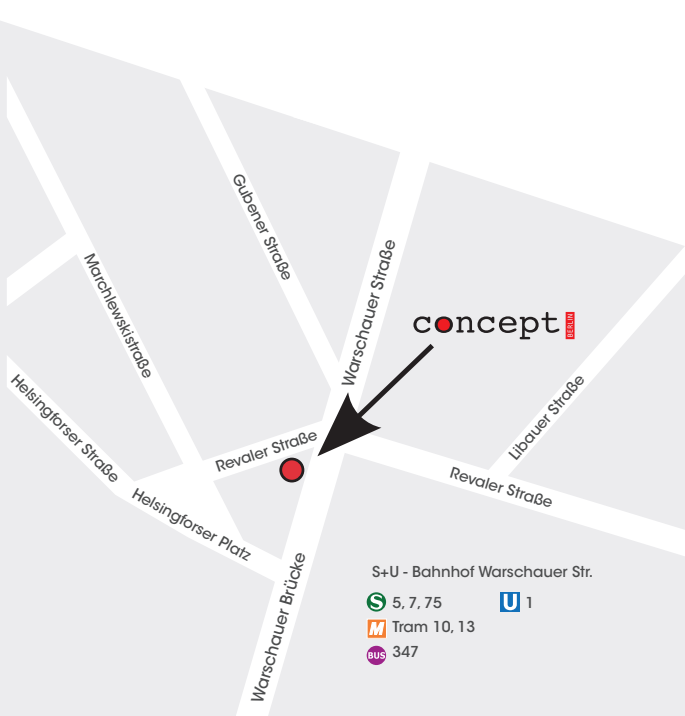 Gubener Straße
Warschauer Straße
Marchlewskistraße
concept
BERLIN
Helsingforser Straße
Libauer Straße
Revaler Straße
Revaler Straße
Helsingforser Platz
Warschauer Brücke
S+U - Bahnhof Warschauer Str.
S 5, 7, 75 U 1
M Tram 10, 13
BUS 347